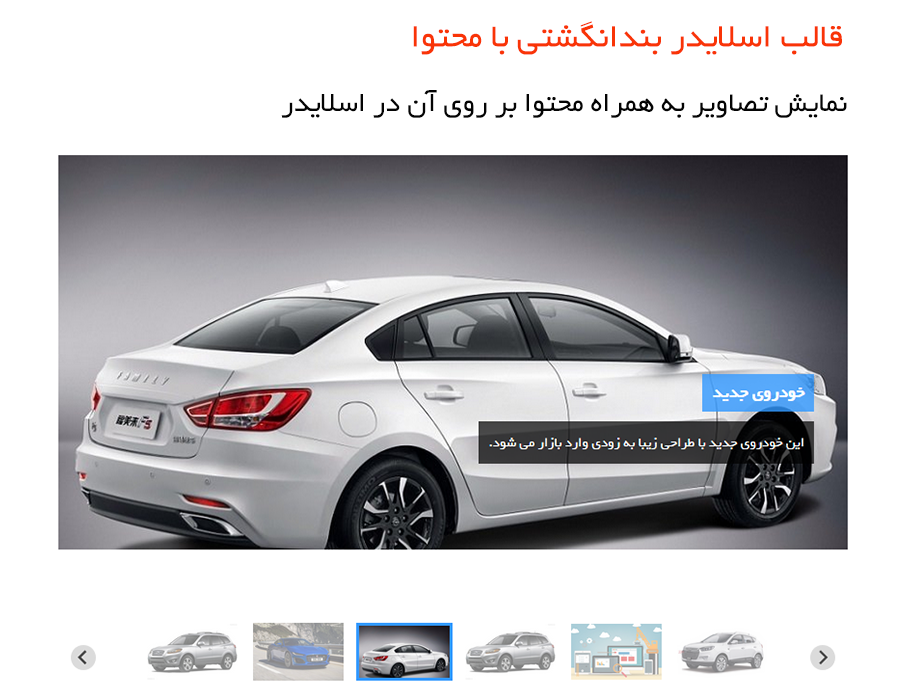 قالب اسلایدر بندانگشتی با محتوا
نمایش تصاویر به همراه محتوا بر روی آن در اسلایدر
FAMILY
خودروی جدید
این خودروی جدید با طراحی زیبا به زودی وارد بازار می شود.